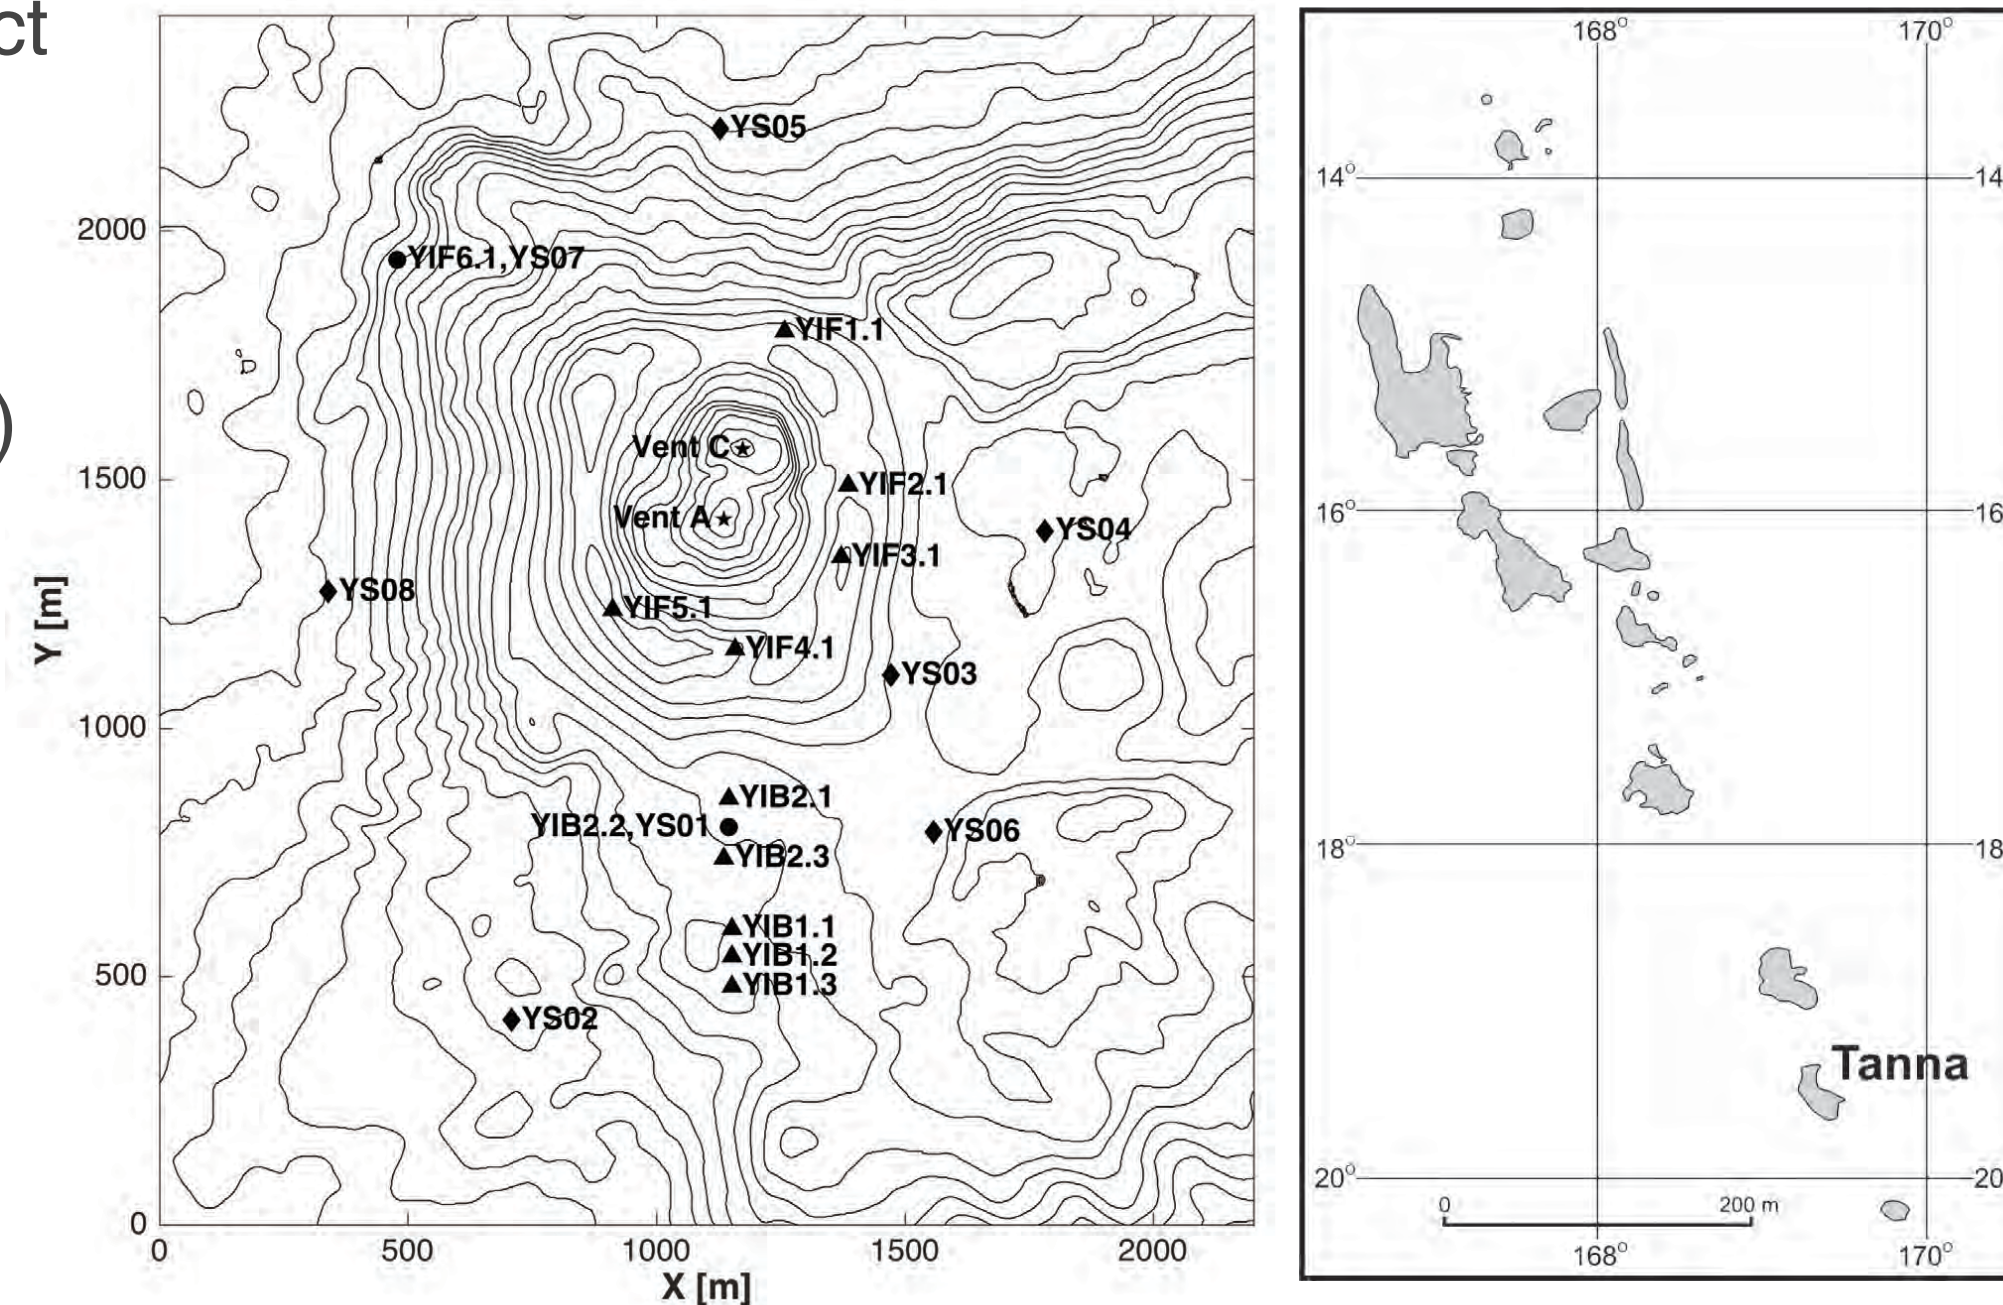 ct
)
2000
1500
1000
500
0
Y [m]
0
500
1000
1500
2000
X [m]
YS05
YIF6.1,YS07
YIF1.1
Vent C
YIF2.1
Vent A
YS04
YIF3.1
YS08
YIF5.1
YIF4.1
YS03
YIB2.1
YIB2.2,YS01
YS06
YIB2.3
YIB1.1
YIB1.2
YIB1.3
YS02
168°
170°
14°
14
16°
16
18°
18
Tanna
20°
20
0
200 m
168°
170°